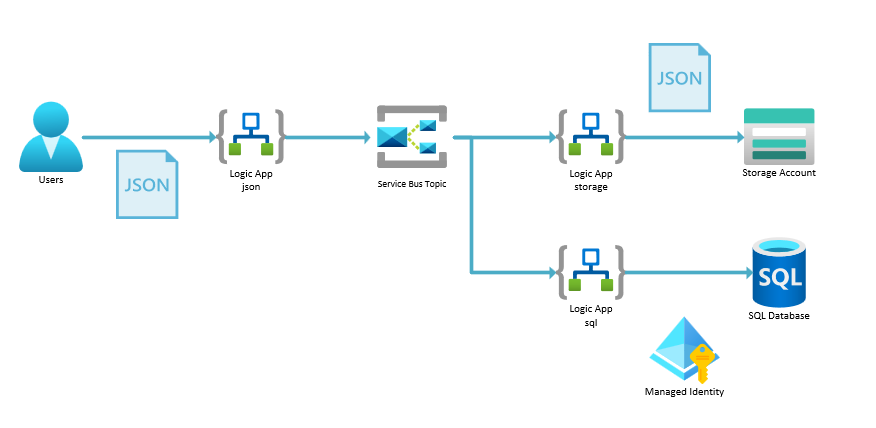 JSON
Users
JSON
Logic App
json
Service Bus Topic
Logic App
storage
Storage Account
Logic App
sql
SQL
SQL Database
Managed Identity